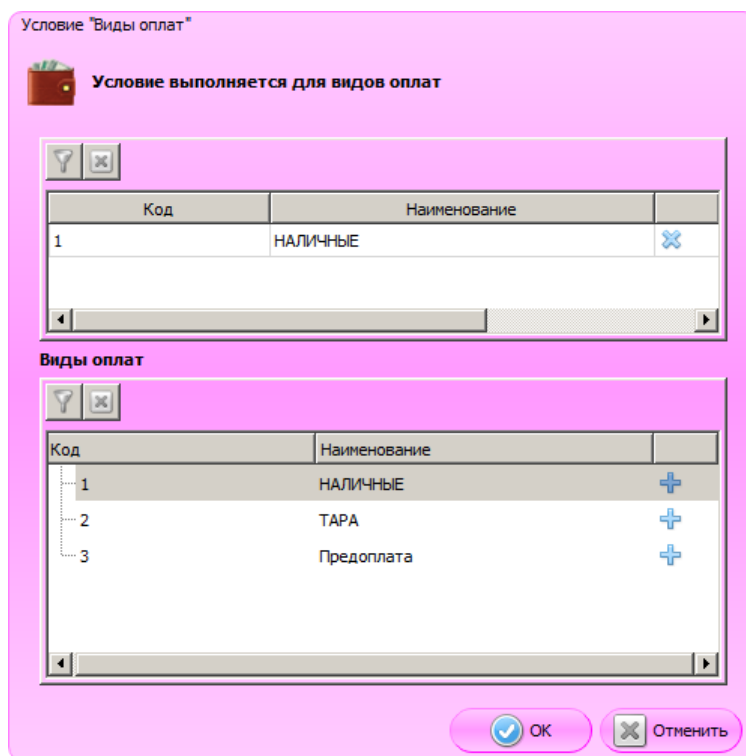 Условие "Виды оплат"
Условие выполняется для видов оплат
Код Наименование
1 НАЛИЧНЫЕ
Виды оплат
Код Наименование
1 НАЛИЧНЫЕ
2 ТАРА
3 Предоплата
ОК Отменить